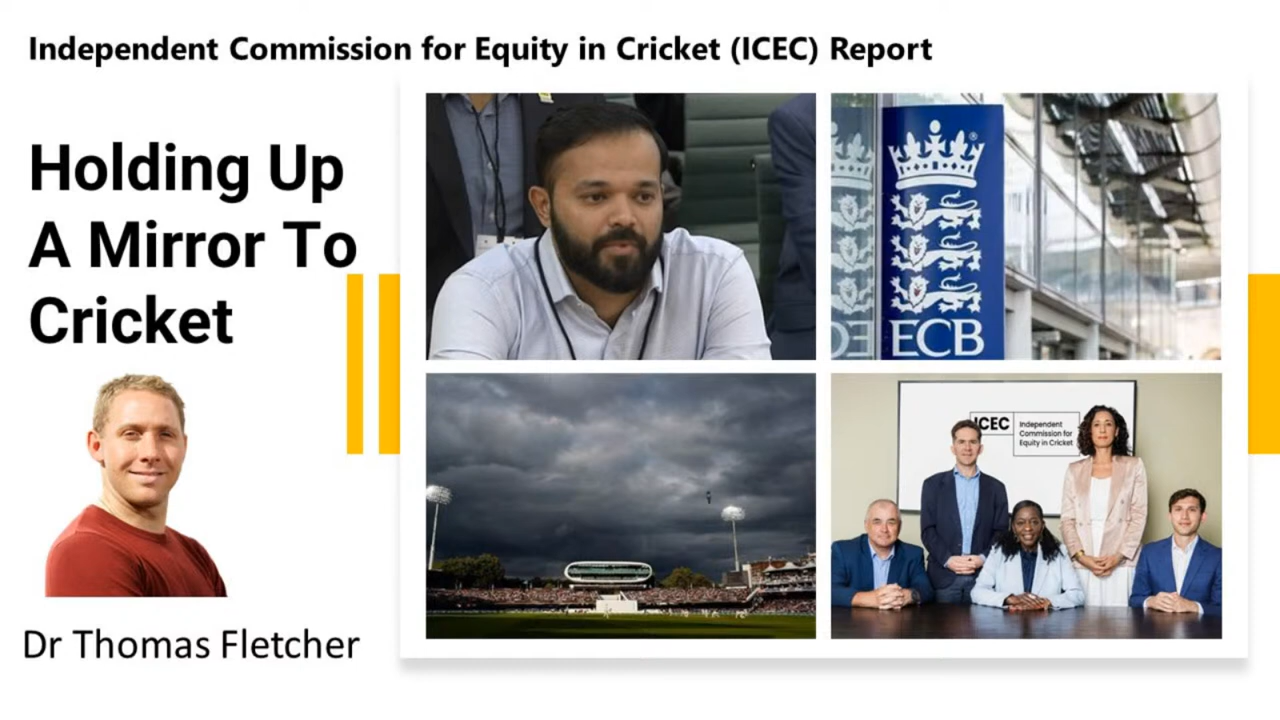 Independent Commission for Equity in Cricket (ICEC) Report
Holding Up
A Mirror To
Cricket
Dr Thomas Fletcher
ECB
ICEC
Independent
Commission for
Equity in Cricket